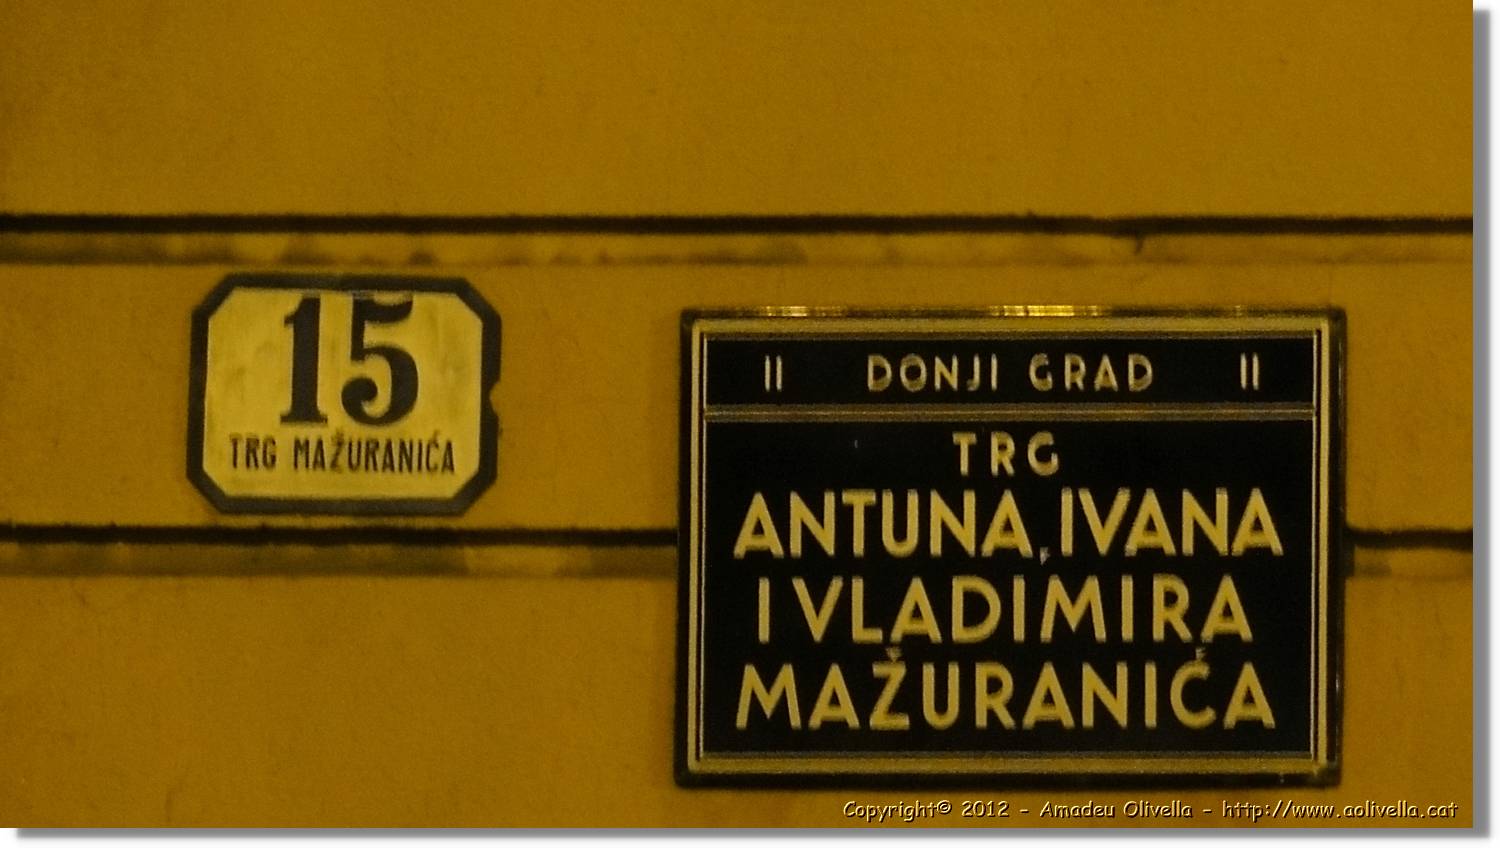 15
TRG MAŽURANIĆA
II DONJI GRAD II
TRG
ANTUNA, IVANA
I VLADIMIRA
MAŽURANIĆA
Copyright© 2012 - Amadeu Olivella - http://www.aolivella.cat